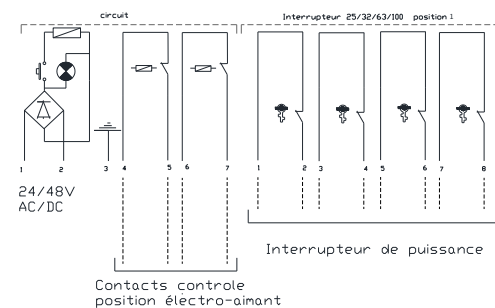 circuit
Interrupteur 25/32/63/100 position 1
1 2 3 4 5 6 7
1 2 3 4 5 6 7 8
24/48V
AC/DC
Interrupteur de puissance
Contacts controle
position électro-aimant